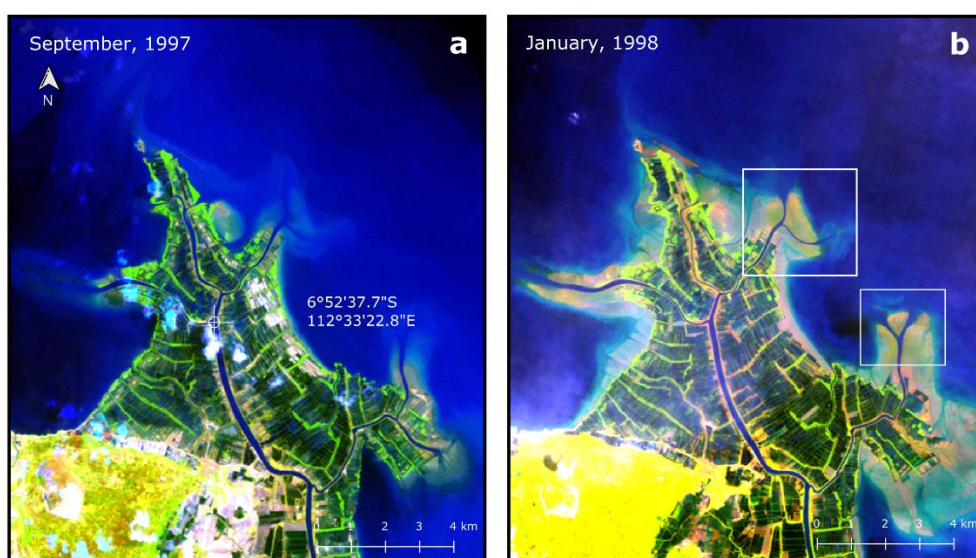 September, 1997
a
N
6°52'37.7"S
112°33'22.8"E
0 1 2 3 4 km
January, 1998
b
0 1 2 3 4 km